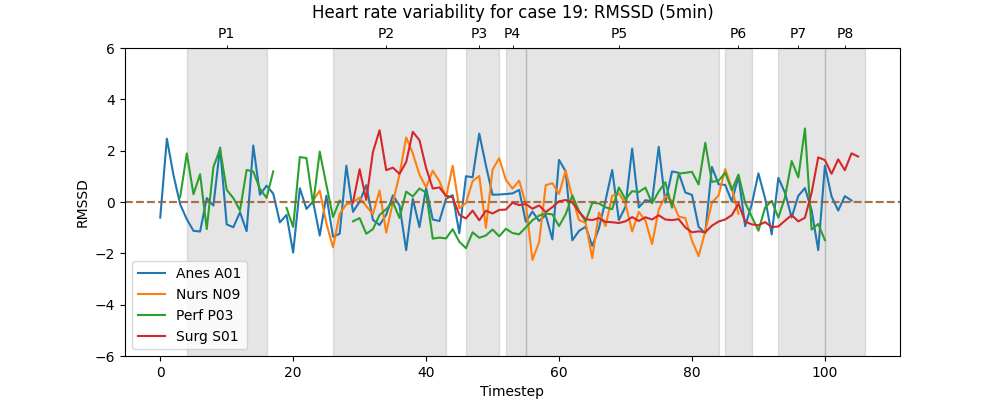 Heart rate variability for case 19: RMSSD (5min)
P1 P2 P3 P4 P5 P6 P7 P8
6
4
2
0
−2
−4
−6
RMSSD
Anes A01
Nurs N09
Perf P03
Surg S01
0 20 40 60 80 100
Timestep